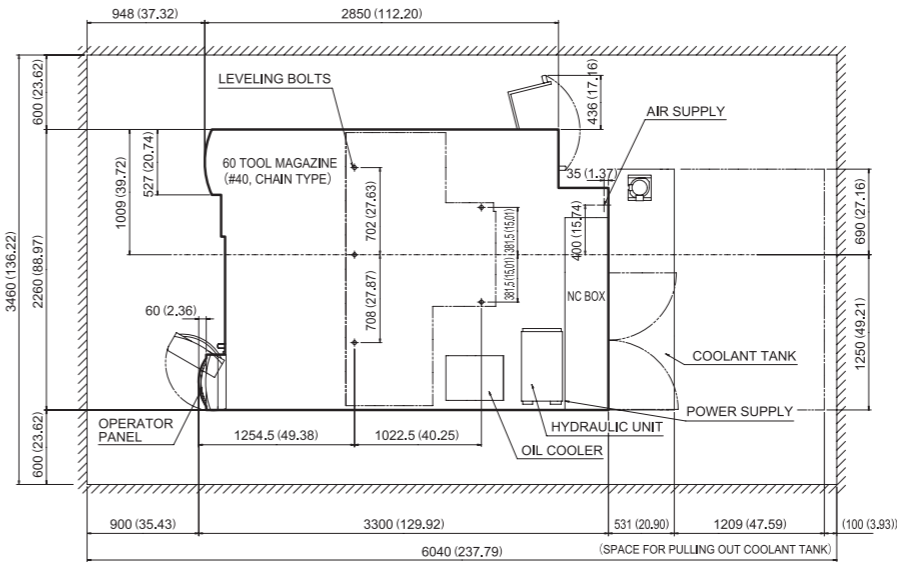 948 (37.32)
2850 (112.20)
600 (23.62)
LEVELING BOLTS
436 (17.16)
AIR SUPPLY
60 TOOL MAGAZINE
(#40, CHAIN TYPE)
527 (20.74)
1009 (39.72)
35 (1.37)
702 (27.63)
381.5 (15.01)
400 (15.74)
690 (27.16)
3460 (136.22)
2260 (88.97)
708 (27.87)
381.5 (15.01)
NC BOX
60 (2.36)
1250 (49.21)
COOLANT TANK
OPERATOR
PANEL
POWER SUPPLY
HYDRAULIC UNIT
OIL COOLER
1254.5 (49.38)
1022.5 (40.25)
600 (23.62)
900 (35.43)
3300 (129.92)
531 (20.90)
1209 (47.59)
(100 (3.93))
6040 (237.79)
(SPACE FOR PULLING OUT COOLANT TANK)